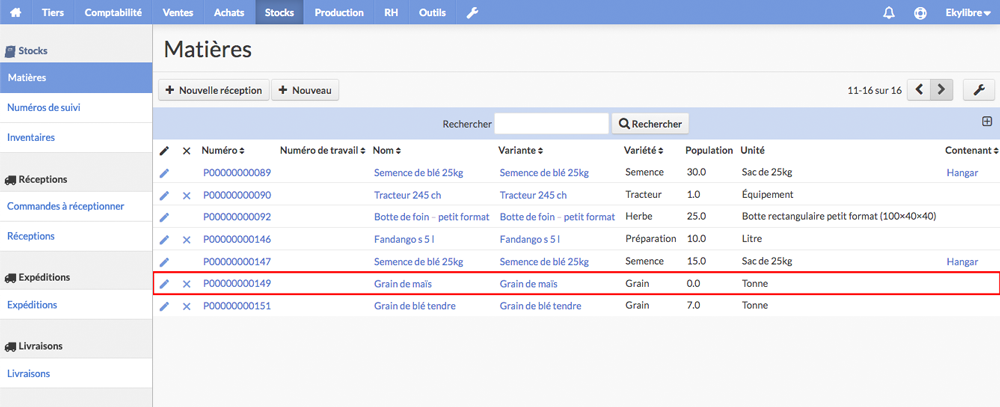 Tiers Comptabilité Ventes Achats Stocks Production RH Outils Ekylibre
Stocks
Matières
Numéros de suivi
Inventaires
Réceptions
Commandes à réceptionner
Réceptions
Expéditions
Expéditions
Livraisons
Livraisons
Matières
Nouvelle réception Nouveau 11-16 sur 16
Rechercher Rechercher
Numéro Numéro de travail Nom Variante Variété Population Unité Contenant
P00000000089 Semence de blé 25kg Semence de blé 25kg Semence 30.0 Sac de 25kg Hangar
P00000000090 Tracteur 245 ch Tracteur 245 ch Tracteur 1.0 Équipement
P00000000092 Botte de foin - petit format Botte de foin - petit format Herbe 25.0 Botte rectangulaire petit format (100×40×40)
P00000000146 Fandango s 5 l Fandango s 5 l Préparation 10.0 Litre
P00000000147 Semence de blé 25kg Semence de blé 25kg Semence 15.0 Sac de 25kg Hangar
P00000000149 Grain de maïs Grain de maïs Grain 0.0 Tonne
P00000000151 Grain de blé tendre Grain de blé tendre Grain 7.0 Tonne